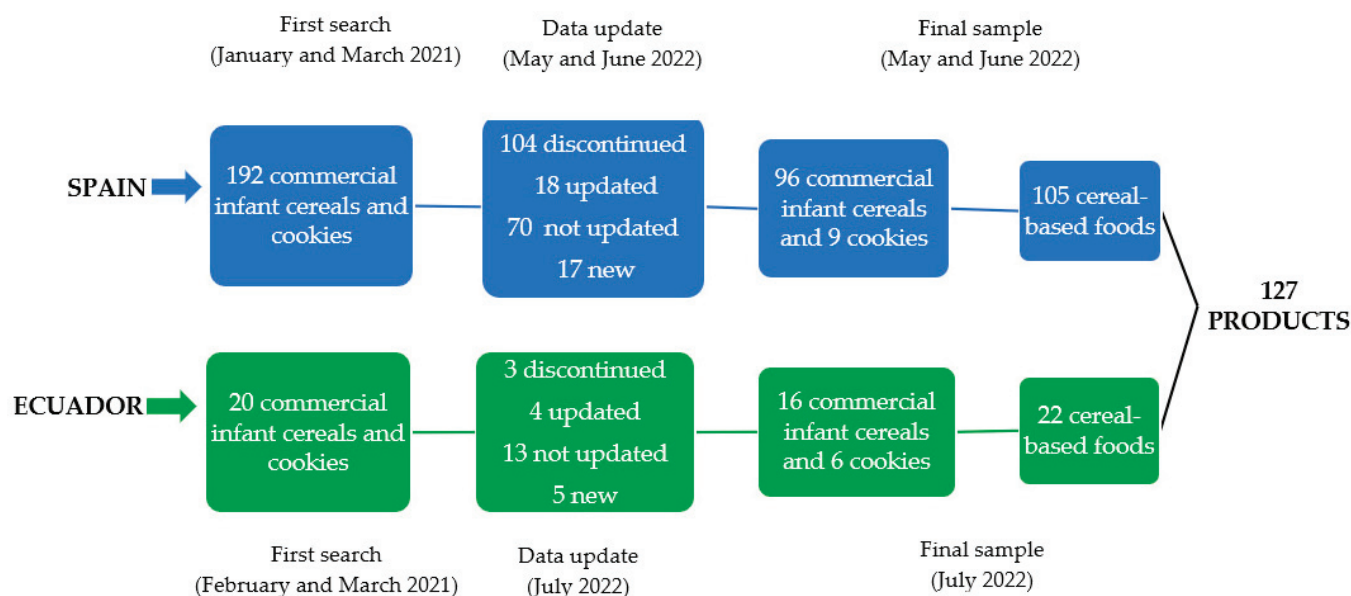 First search
(January and March 2021)
Data update
(May and June 2022)
Final sample
(May and June 2022)
SPAIN
192 commercial
infant cereals and
cookies
104 discontinued
18 updated
70 not updated
17 new
96 commercial
infant cereals
and 9 cookies
105 cereal-
based foods
127
PRODUCTS
ECUADOR
20 commercial
infant cereals and
cookies
3 discontinued
4 updated
13 not updated
5 new
16 commercial
infant cereals
and 6 cookies
22 cereal-
based foods
First search
(February and March 2021)
Data update
(July 2022)
Final sample
(July 2022)